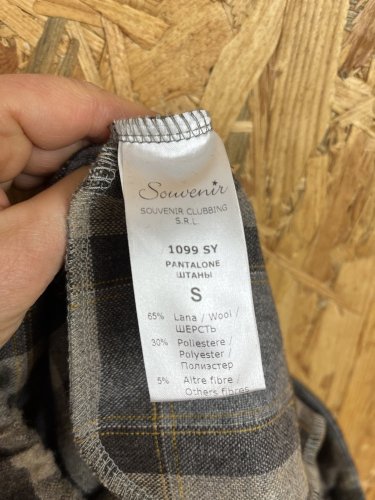 Souvenir
SOUVENIR CLUBBING
S.R.L
1099 SY
PANTALONE
ШТАНЫ
S
65% Lana / Wool /
ШЕРСТЬ
30% Poliestere /
Polyester /
Полиэстер
5% Altre fibre /
Others fibres